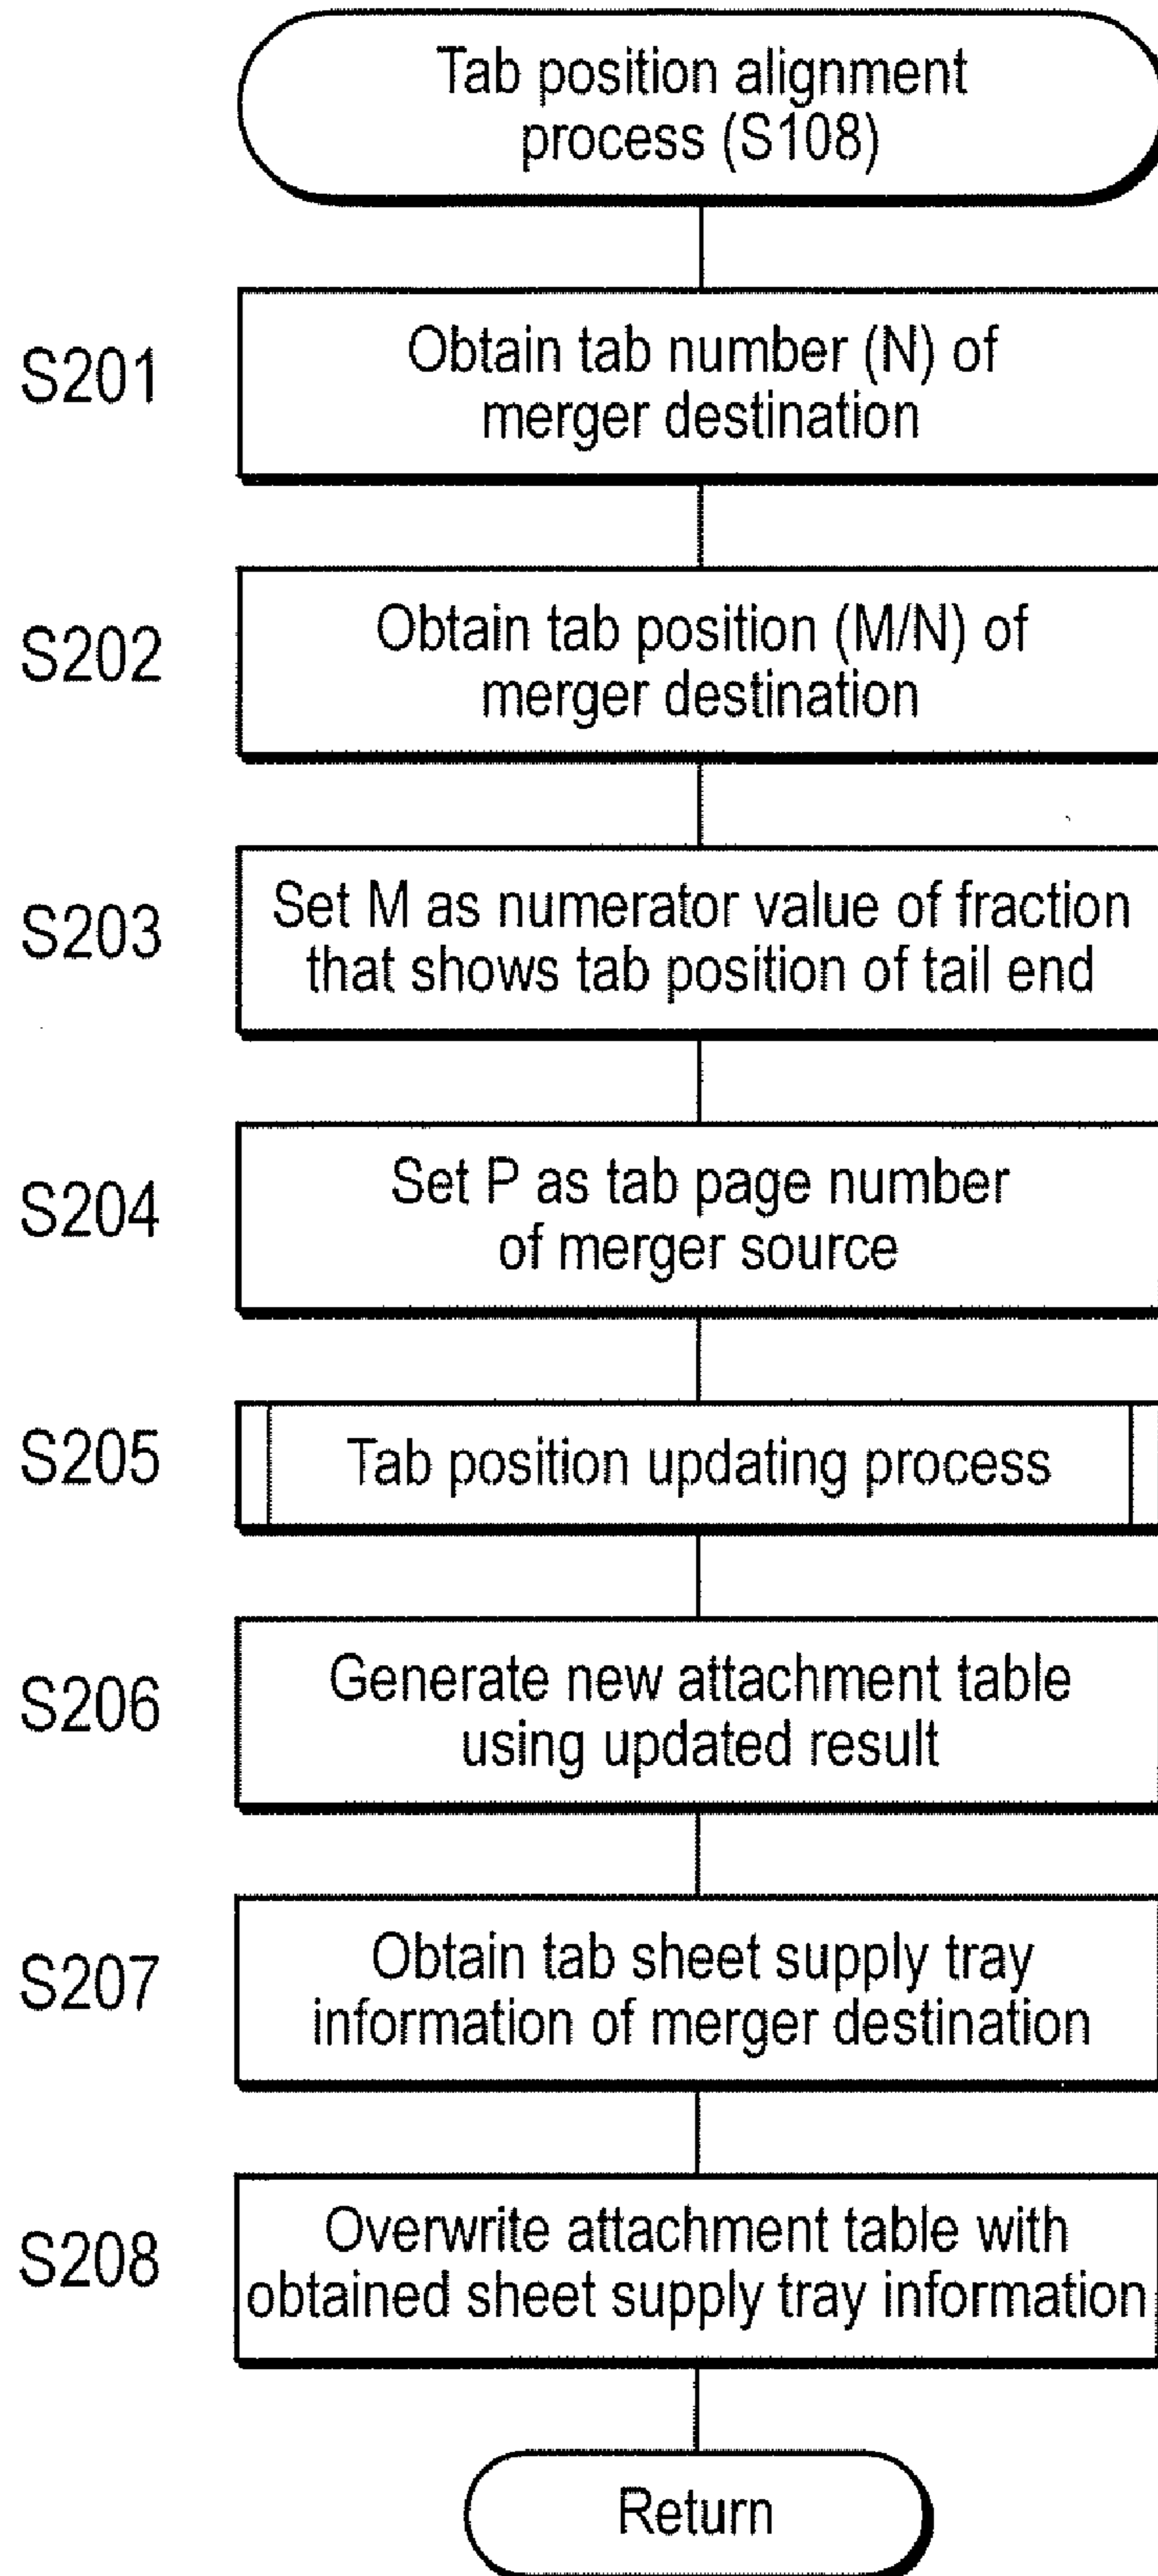 Tab position alignment
process (S108)
S201
Obtain tab number (N) of
merger destination
S202
Obtain tab position (M/N) of
merger destination
S203
Set M as numerator value of fraction
that shows tab position of tail end
S204
Set P as tab page number
of merger source
S205
Tab position updating process
S206
Generate new attachment table
using updated result
S207
Obtain tab sheet supply tray
information of merger destination
S208
Overwrite attachment table with
obtained sheet supply tray information
Return